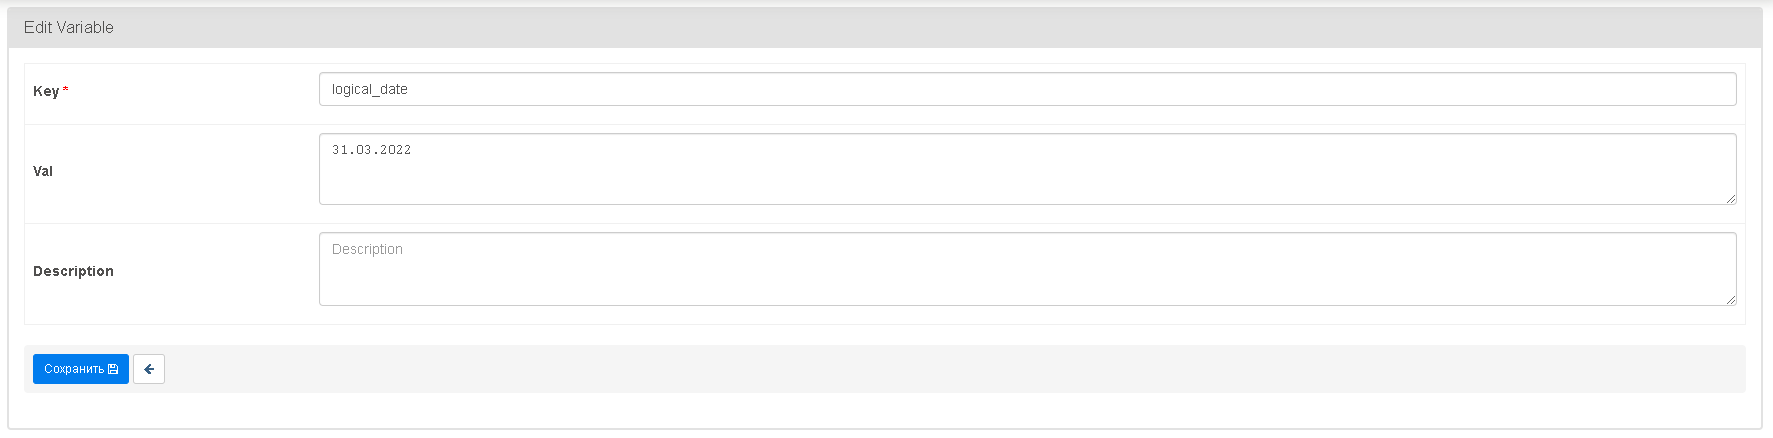 Edit Variable
Key *
logical_date
Val
31.03.2022
Description
Description
Сохранить